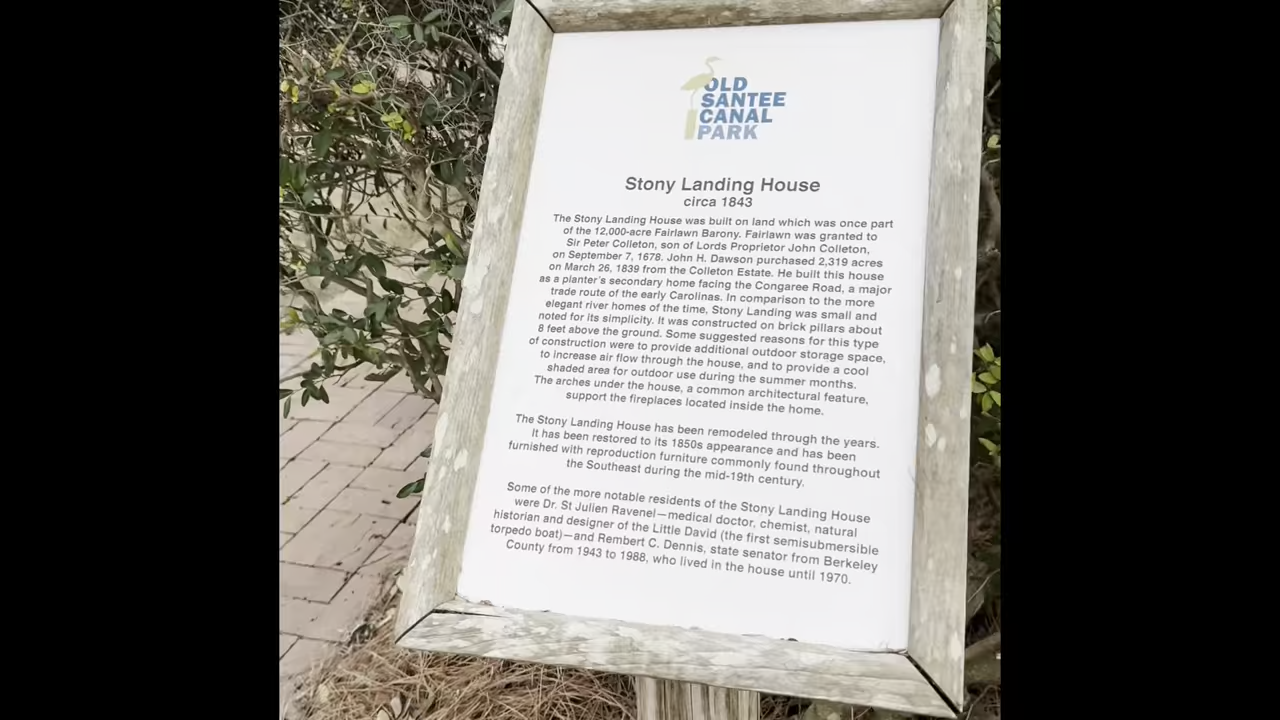 OLD
SANTEE
CANAL
PARK
Stony Landing House
circa 1843
The Stony Landing House was built on land which was once part
of the 12,000-acre Fairlawn Barony. Fairlawn was granted to
Sir Peter Colleton, son of Lords Proprietor John Colleton,
on September 7, 1678. John H. Dawson purchased 2,319 acres
on March 26, 1839 from the Colleton Estate. He built this house
as a planter's secondary home facing the Congaree Road, a major
trade route of the early Carolinas. In comparison to the more
elegant river homes of the time, Stony Landing was small and
noted for its simplicity. It was constructed on brick pillars about
8 feet above the ground. Some suggested reasons for this type
of construction were to provide additional outdoor storage space,
to increase air flow through the house, and to provide a cool
shaded area for outdoor use during the summer months.
The arches under the house, a common architectural feature,
support the fireplaces located inside the home.
The Stony Landing House has been remodeled through the years.
It has been restored to its 1850s appearance and has been
furnished with reproduction furniture commonly found throughout
the Southeast during the mid-19th century.
Some of the more notable residents of the Stony Landing House
were Dr. St Julien Ravenel—medical doctor, chemist, natural
historian and designer of the Little David (the first semisubmersible
torpedo boat)—and Rembert C. Dennis, state senator from Berkeley
County from 1943 to 1988, who lived in the house until 1970.